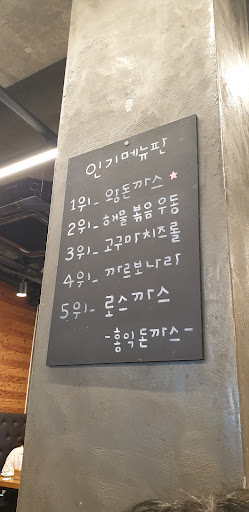 인기메뉴판
1위- 왕돈까스
2위- 해물 볶음 우동
3위- 고구마치즈롤
4위- 까르보나라
5위- 로스까스
-홍익돈까스-